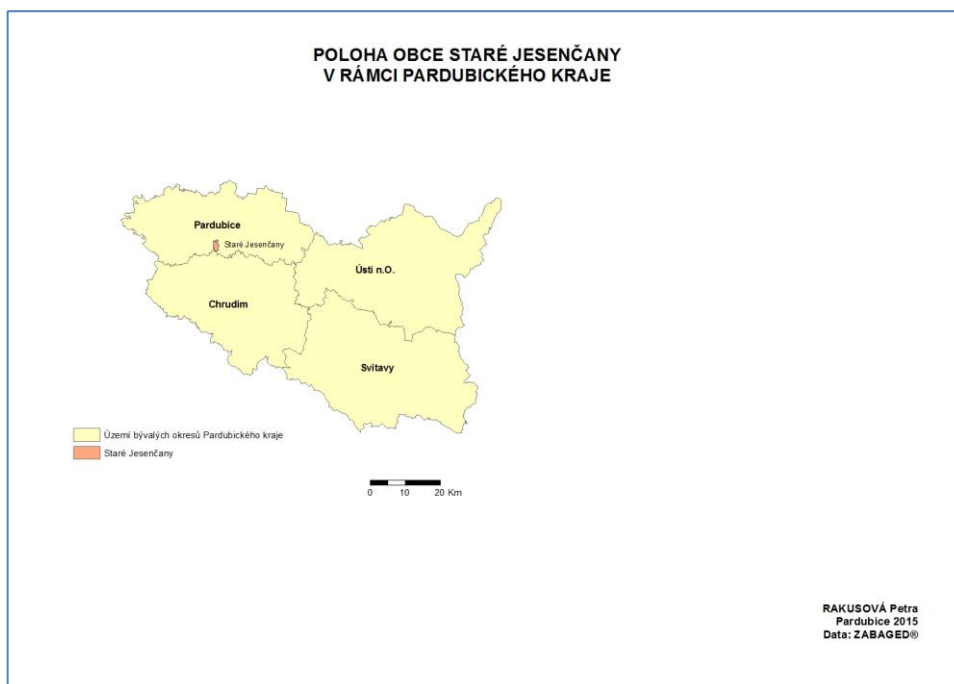 POLOHA OBCE STARÉ JESENČANY
V RÁMCI PARDUBICKÉHO KRAJE
Pardubice
Staré Jesenčany
Ústí n.O.
Chrudim
Svitavy
Území bývalých okresů Pardubického kraje
Staré Jesenčany
0 10 20 Km
RAKUSOVÁ Petra
Pardubice 2015
Data: ZABAGED®